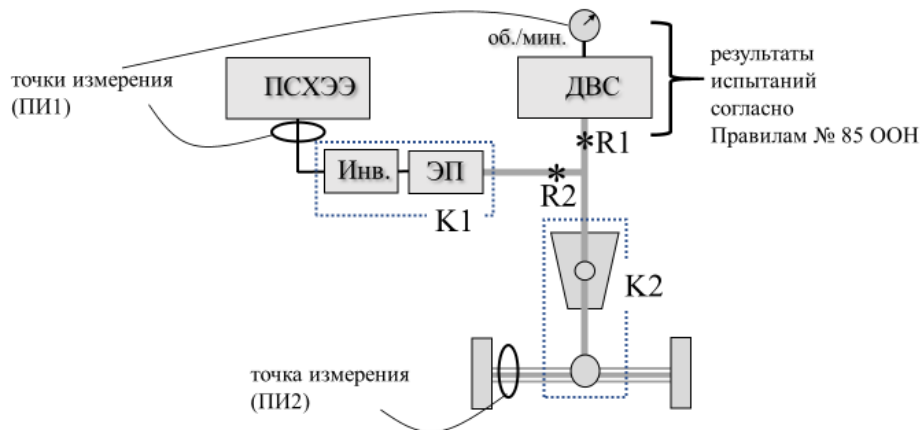 об./мин.
точки измерения
(ПИ1)
ПСХЭЭ
ДВС
результаты
испытаний
согласно
Правилам № 85 ООН
R1
Инв.
ЭП
R2
K1
K2
точка измерения
(ПИ2)